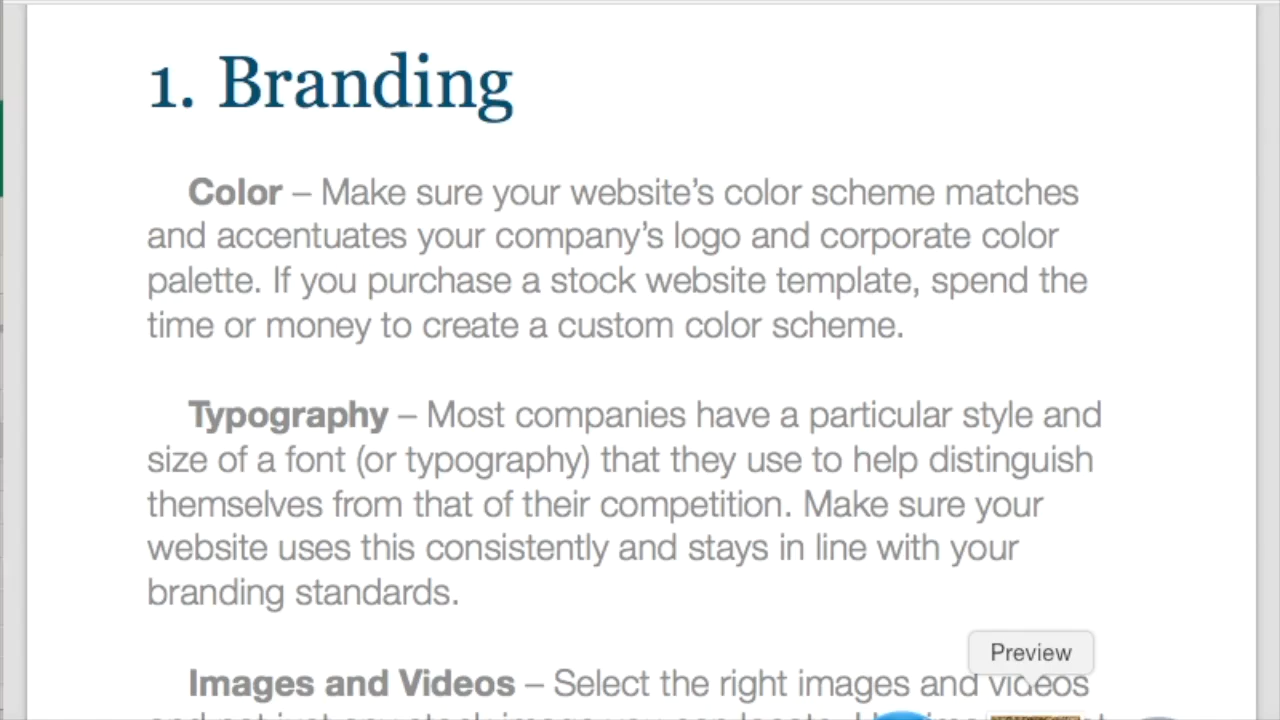 1. Branding
Color – Make sure your website’s color scheme matches
and accentuates your company’s logo and corporate color
palette. If you purchase a stock website template, spend the
time or money to create a custom color scheme.
Typography – Most companies have a particular style and
size of a font (or typography) that they use to help distinguish
themselves from that of their competition. Make sure your
website uses this consistently and stays in line with your
branding standards.
Preview
Images and Videos – Select the right images and videos